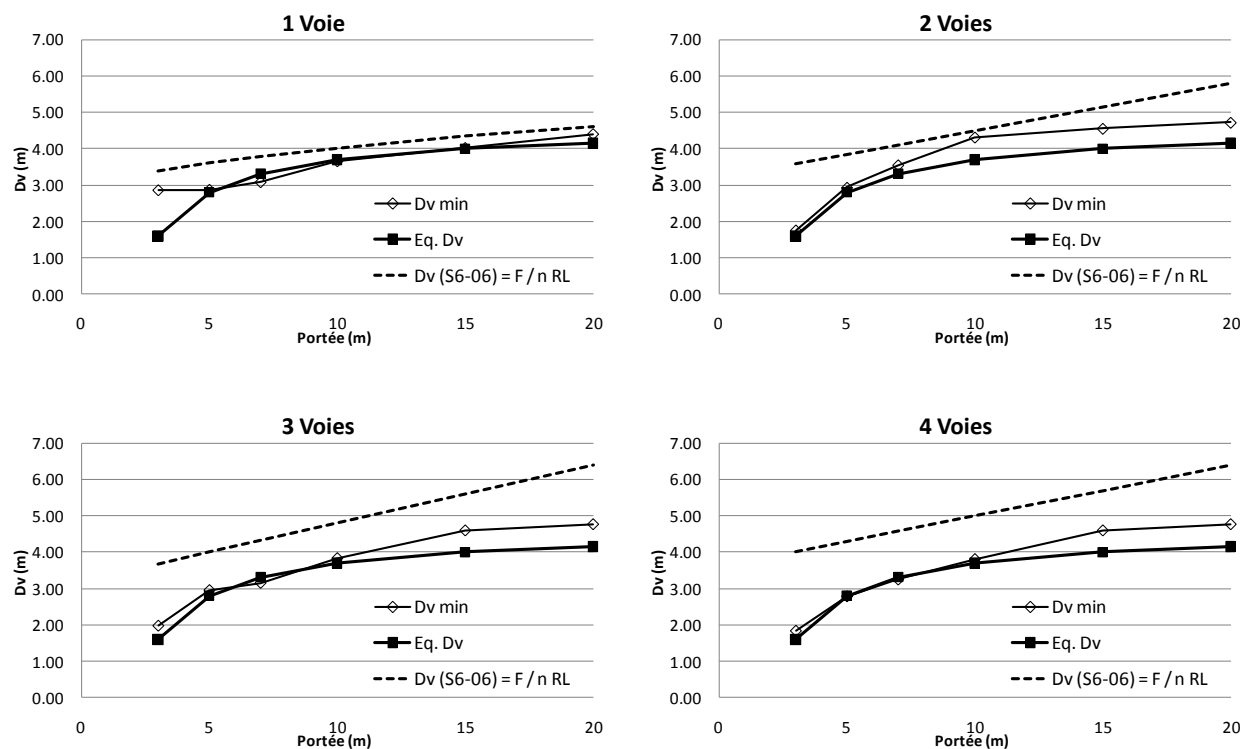 1 Voie
7.00
6.00
5.00
4.00
3.00
2.00
1.00
0.00
Dv (m)
0
5
10
15
20
Portée (m)
Dv min
Eq. Dv
Dv (S6-06) = F / n RL
2 Voies
7.00
6.00
5.00
4.00
3.00
2.00
1.00
0.00
Dv (m)
0
5
10
15
20
Portée (m)
Dv min
Eq. Dv
Dv (S6-06) = F / n RL
3 Voies
7.00
6.00
5.00
4.00
3.00
2.00
1.00
0.00
Dv (m)
0
5
10
15
20
Portée (m)
Dv min
Eq. Dv
Dv (S6-06) = F / n RL
4 Voies
7.00
6.00
5.00
4.00
3.00
2.00
1.00
0.00
Dv (m)
0
5
10
15
20
Portée (m)
Dv min
Eq. Dv
Dv (S6-06) = F / n RL